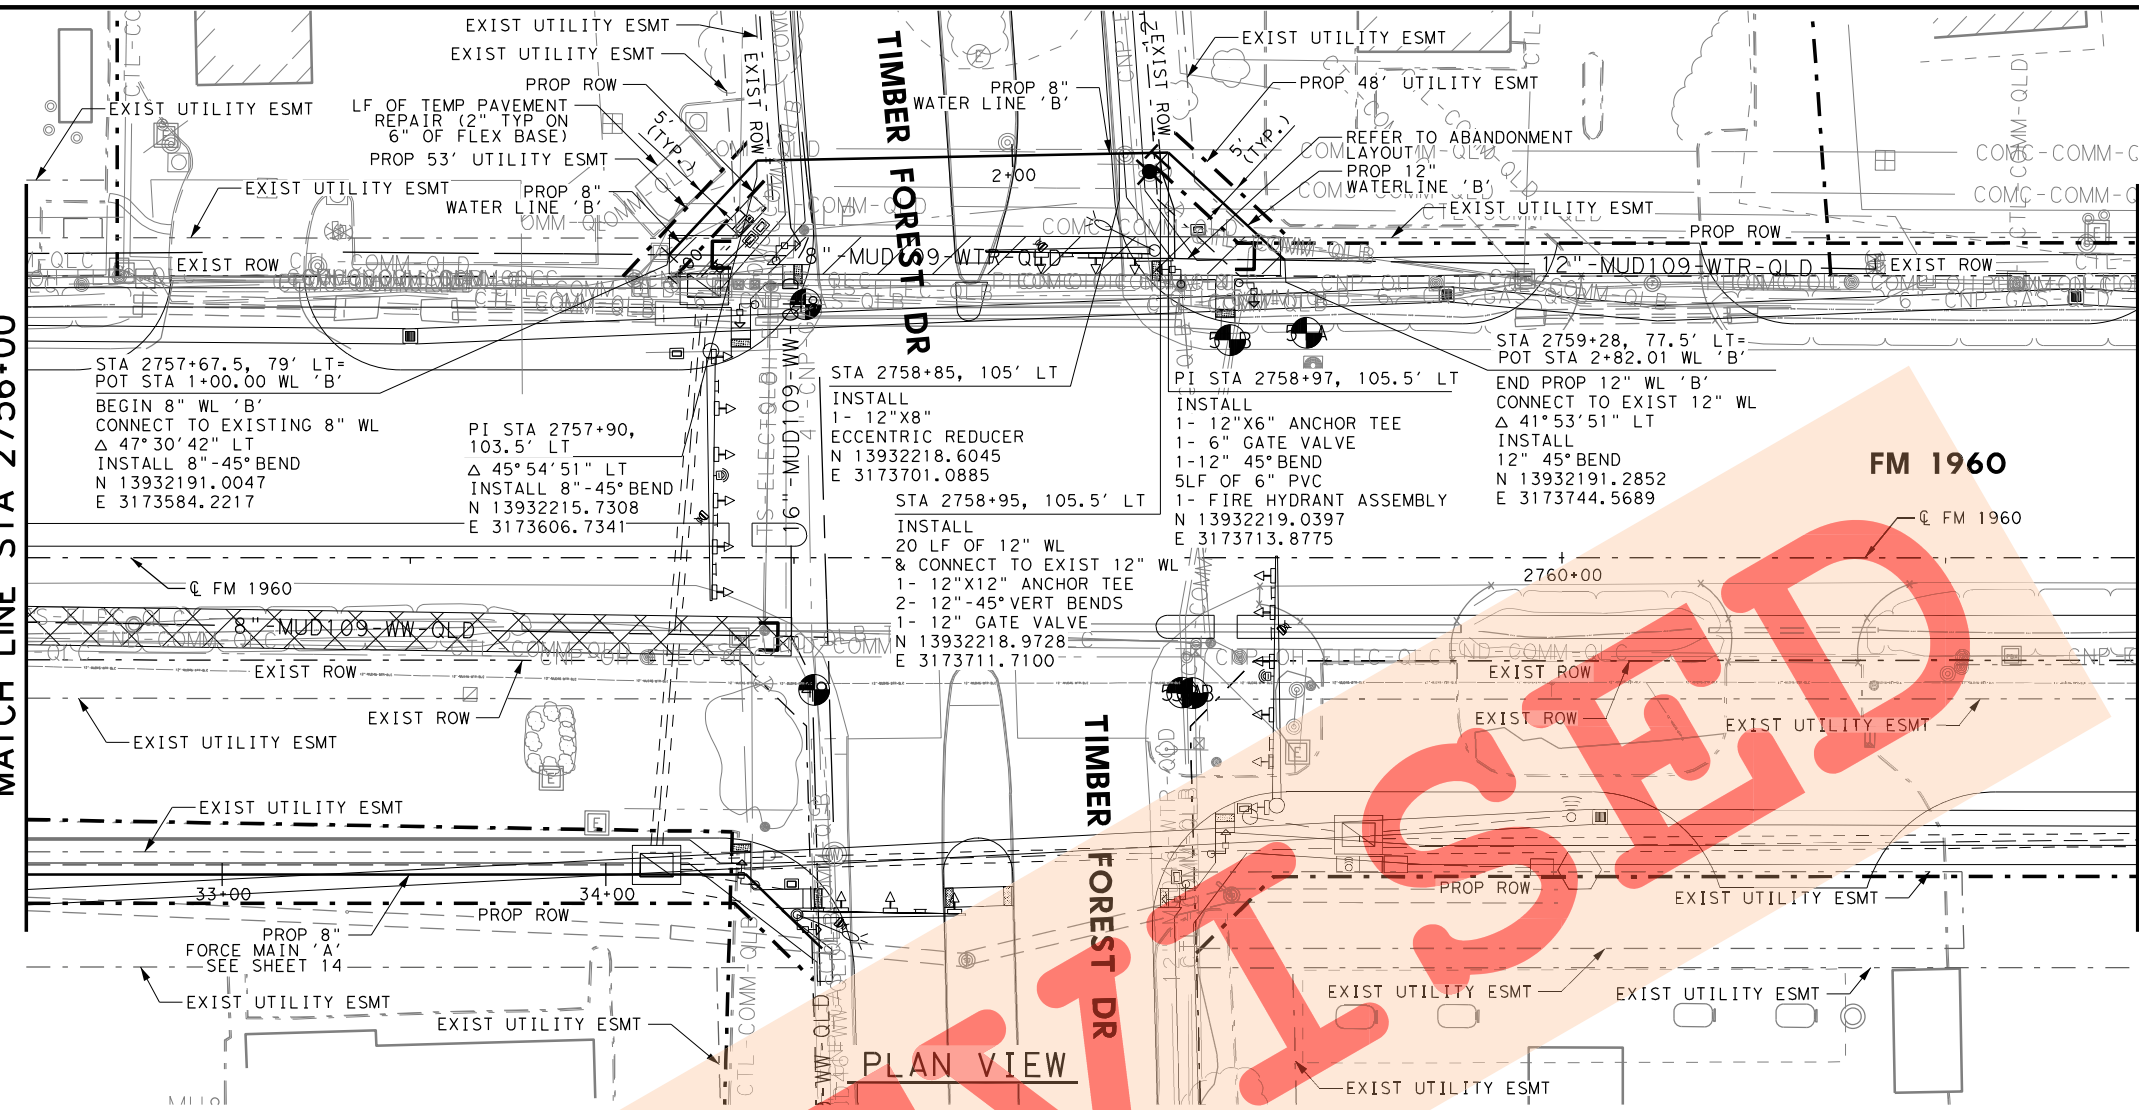 EXIST UTILITY ESMT
EXIST UTILITY ESMT
PROP ROW
LF OF TEMP PAVEMENT
REPAIR (2" TYP ON
6" OF FLEX BASE)
PROP 53' UTILITY ESMT
EXIST UTILITY ESMT
EXIST UTILITY ESMT
PROP 8"
WATER LINE 'B'
EXIST ROW
5'
(TYP.)
EXIST ROW
TIMBER FOREST DR
PROP 8"
WATER LINE 'B'
2+00
EXIST ROW
EXIST UTILITY ESMT
PROP 48' UTILITY ESMT
5'
(TYP.)
REFER TO ABANDONMENT
LAYOUT
PROP 12"
WATERLINE 'B'
EXIST UTILITY ESMT
PROP ROW
EXIST ROW
8"-MUD109-WTR-QLD
12"-MUD109-WTR-QLD
MATCH LINE STA 2756+00
STA 2757+67.5, 79' LT=
POT STA 1+00.00 WL 'B'
BEGIN 8" WL 'B'
CONNECT TO EXISTING 8" WL
Δ 47°30'42" LT
INSTALL 8"-45°BEND
N 13932191.0047
E 3173584.2217
PI STA 2757+90,
103.5' LT
Δ 45°54'51" LT
INSTALL 8"-45°BEND
N 13932215.7308
E 3173606.7341
16"-MUD109-WW
STA 2758+85, 105' LT
INSTALL
1- 12"X8"
ECCENTRIC REDUCER
N 13932218.6045
E 3173701.0885
STA 2758+95, 105.5' LT
INSTALL
20 LF OF 12" WL
& CONNECT TO EXIST 12" WL
1- 12"X12" ANCHOR TEE
2- 12"-45°VERT BENDS
1- 12" GATE VALVE
N 13932218.9728
E 3173711.7100
PI STA 2758+97, 105.5' LT
INSTALL
1- 12"X6" ANCHOR TEE
1- 6" GATE VALVE
1-12" 45°BEND
5LF OF 6" PVC
1- FIRE HYDRANT ASSEMBLY
N 13932219.0397
E 3173713.8775
STA 2759+28, 77.5' LT=
POT STA 2+82.01 WL 'B'
END PROP 12" WL 'B'
CONNECT TO EXIST 12" WL
Δ 41°53'51" LT
INSTALL
12" 45°BEND
N 13932191.2852
E 3173744.5689
FM 1960
℄ FM 1960
℄ FM 1960
2760+00
8"-MUD109-WW-QLD
EXIST ROW
EXIST ROW
EXIST UTILITY ESMT
EXIST ROW
EXIST ROW
EXIST UTILITY ESMT
TIMBER FOREST DR
EXIST UTILITY ESMT
33+00
34+00
PROP ROW
PROP 8"
FORCE MAIN 'A'
SEE SHEET 14
EXIST UTILITY ESMT
EXIST UTILITY ESMT
PROP ROW
EXIST UTILITY ESMT
EXIST UTILITY ESMT
EXIST UTILITY ESMT
EXIST UTILITY ESMT
PLAN VIEW
VISED